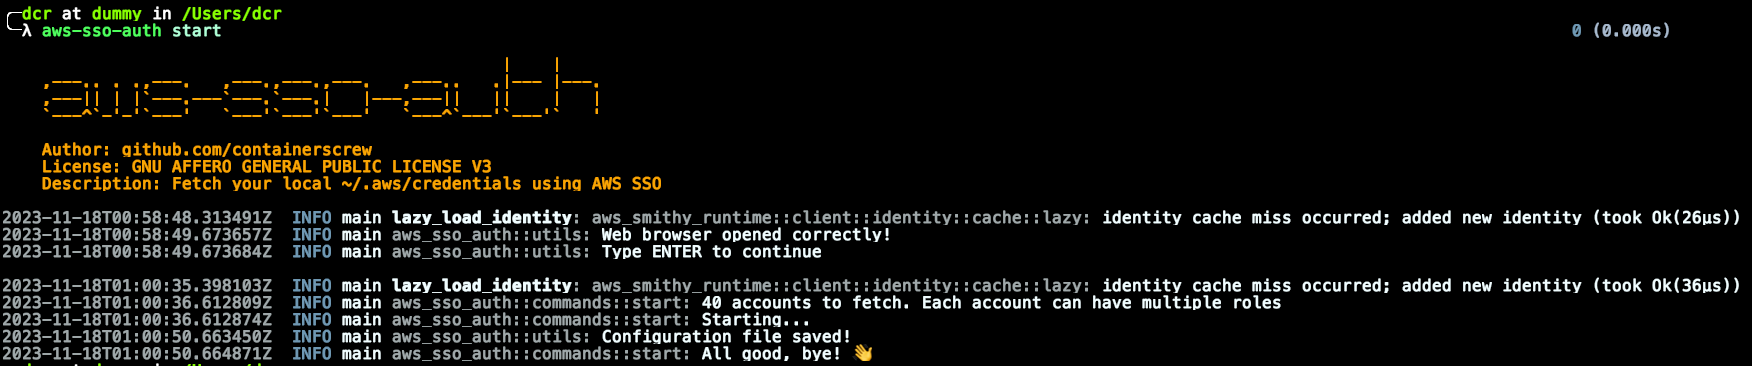 dcr at dummy in /Users/dcr
λ aws-sso-auth start 0 (0.000s)
aws-sso-auth
Author: github.com/containerscrew
License: GNU AFFERO GENERAL PUBLIC LICENSE V3
Description: Fetch your local ~/.aws/credentials using AWS SSO
2023-11-18T00:58:48.313491Z  INFO main lazy_load_identity: aws_smithy_runtime::client::identity::cache::lazy: identity cache miss occurred; added new identity (took Ok(26µs))
2023-11-18T00:58:49.673657Z  INFO main aws_sso_auth::utils: Web browser opened correctly!
2023-11-18T00:58:49.673684Z  INFO main aws_sso_auth::utils: Type ENTER to continue
2023-11-18T01:00:35.398103Z  INFO main lazy_load_identity: aws_smithy_runtime::client::identity::cache::lazy: identity cache miss occurred; added new identity (took Ok(36µs))
2023-11-18T01:00:36.612809Z  INFO main aws_sso_auth::commands::start: 40 accounts to fetch. Each account can have multiple roles
2023-11-18T01:00:36.612874Z  INFO main aws_sso_auth::commands::start: Starting...
2023-11-18T01:00:50.663450Z  INFO main aws_sso_auth::utils: Configuration file saved!
2023-11-18T01:00:50.664871Z  INFO main aws_sso_auth::commands::start: All good, bye! 👋